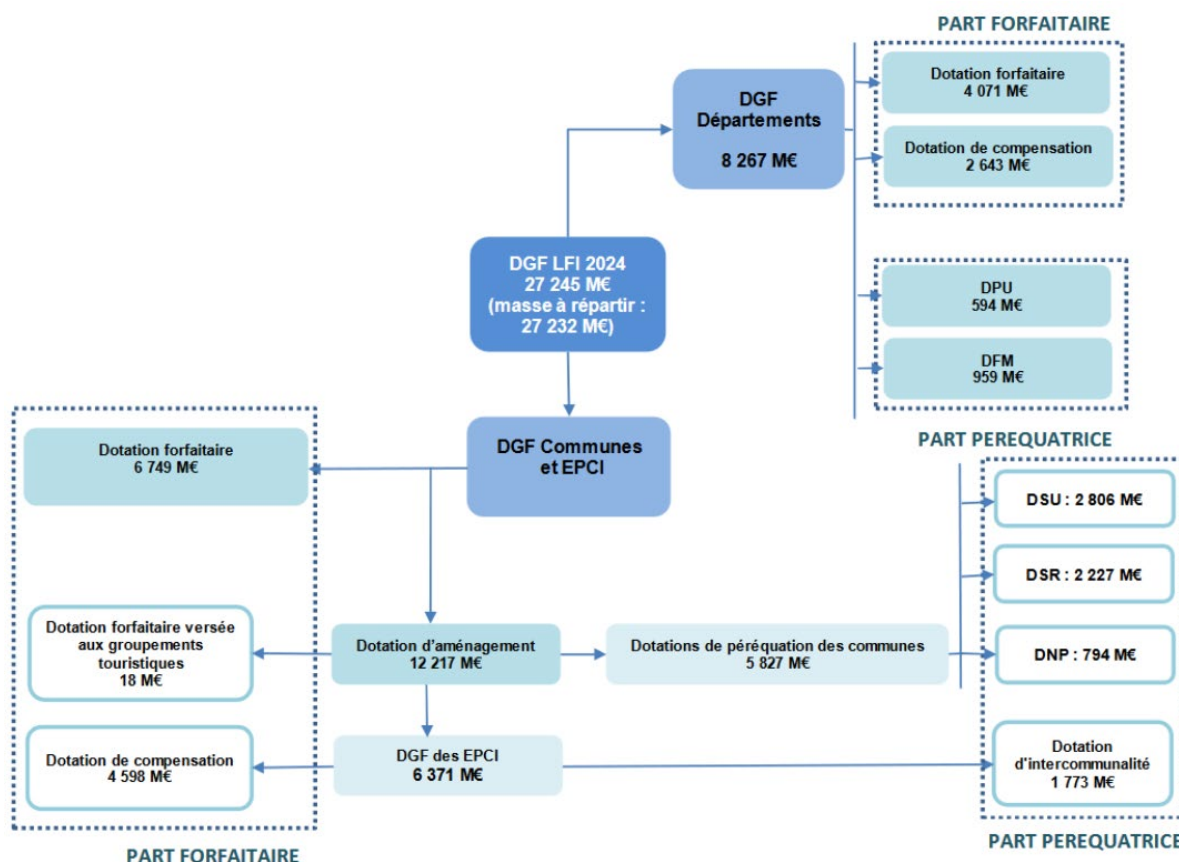 PART FORFAITAIRE
Dotation forfaitaire
4 071 M€
DGF
Départements
8 267 M€
Dotation de compensation
2 643 M€
DGF LFI 2024
27 245 M€
(masse à répartir :
27 232 M€)
DPU
594 M€
DFM
959 M€
PART PEREQUATRICE
Dotation forfaitaire
6 749 M€
DGF Communes
et EPCI
DSU : 2 806 M€
DSR : 2 227 M€
Dotation forfaitaire versée
aux groupements
touristiques
18 M€
Dotation d'aménagement
12 217 M€
Dotations de péréquation des communes
5 827 M€
DNP : 794 M€
Dotation de compensation
4 598 M€
DGF des EPCI
6 371 M€
Dotation
d'intercommunalité
1 773 M€
PART FORFAITAIRE
PART PEREQUATRICE